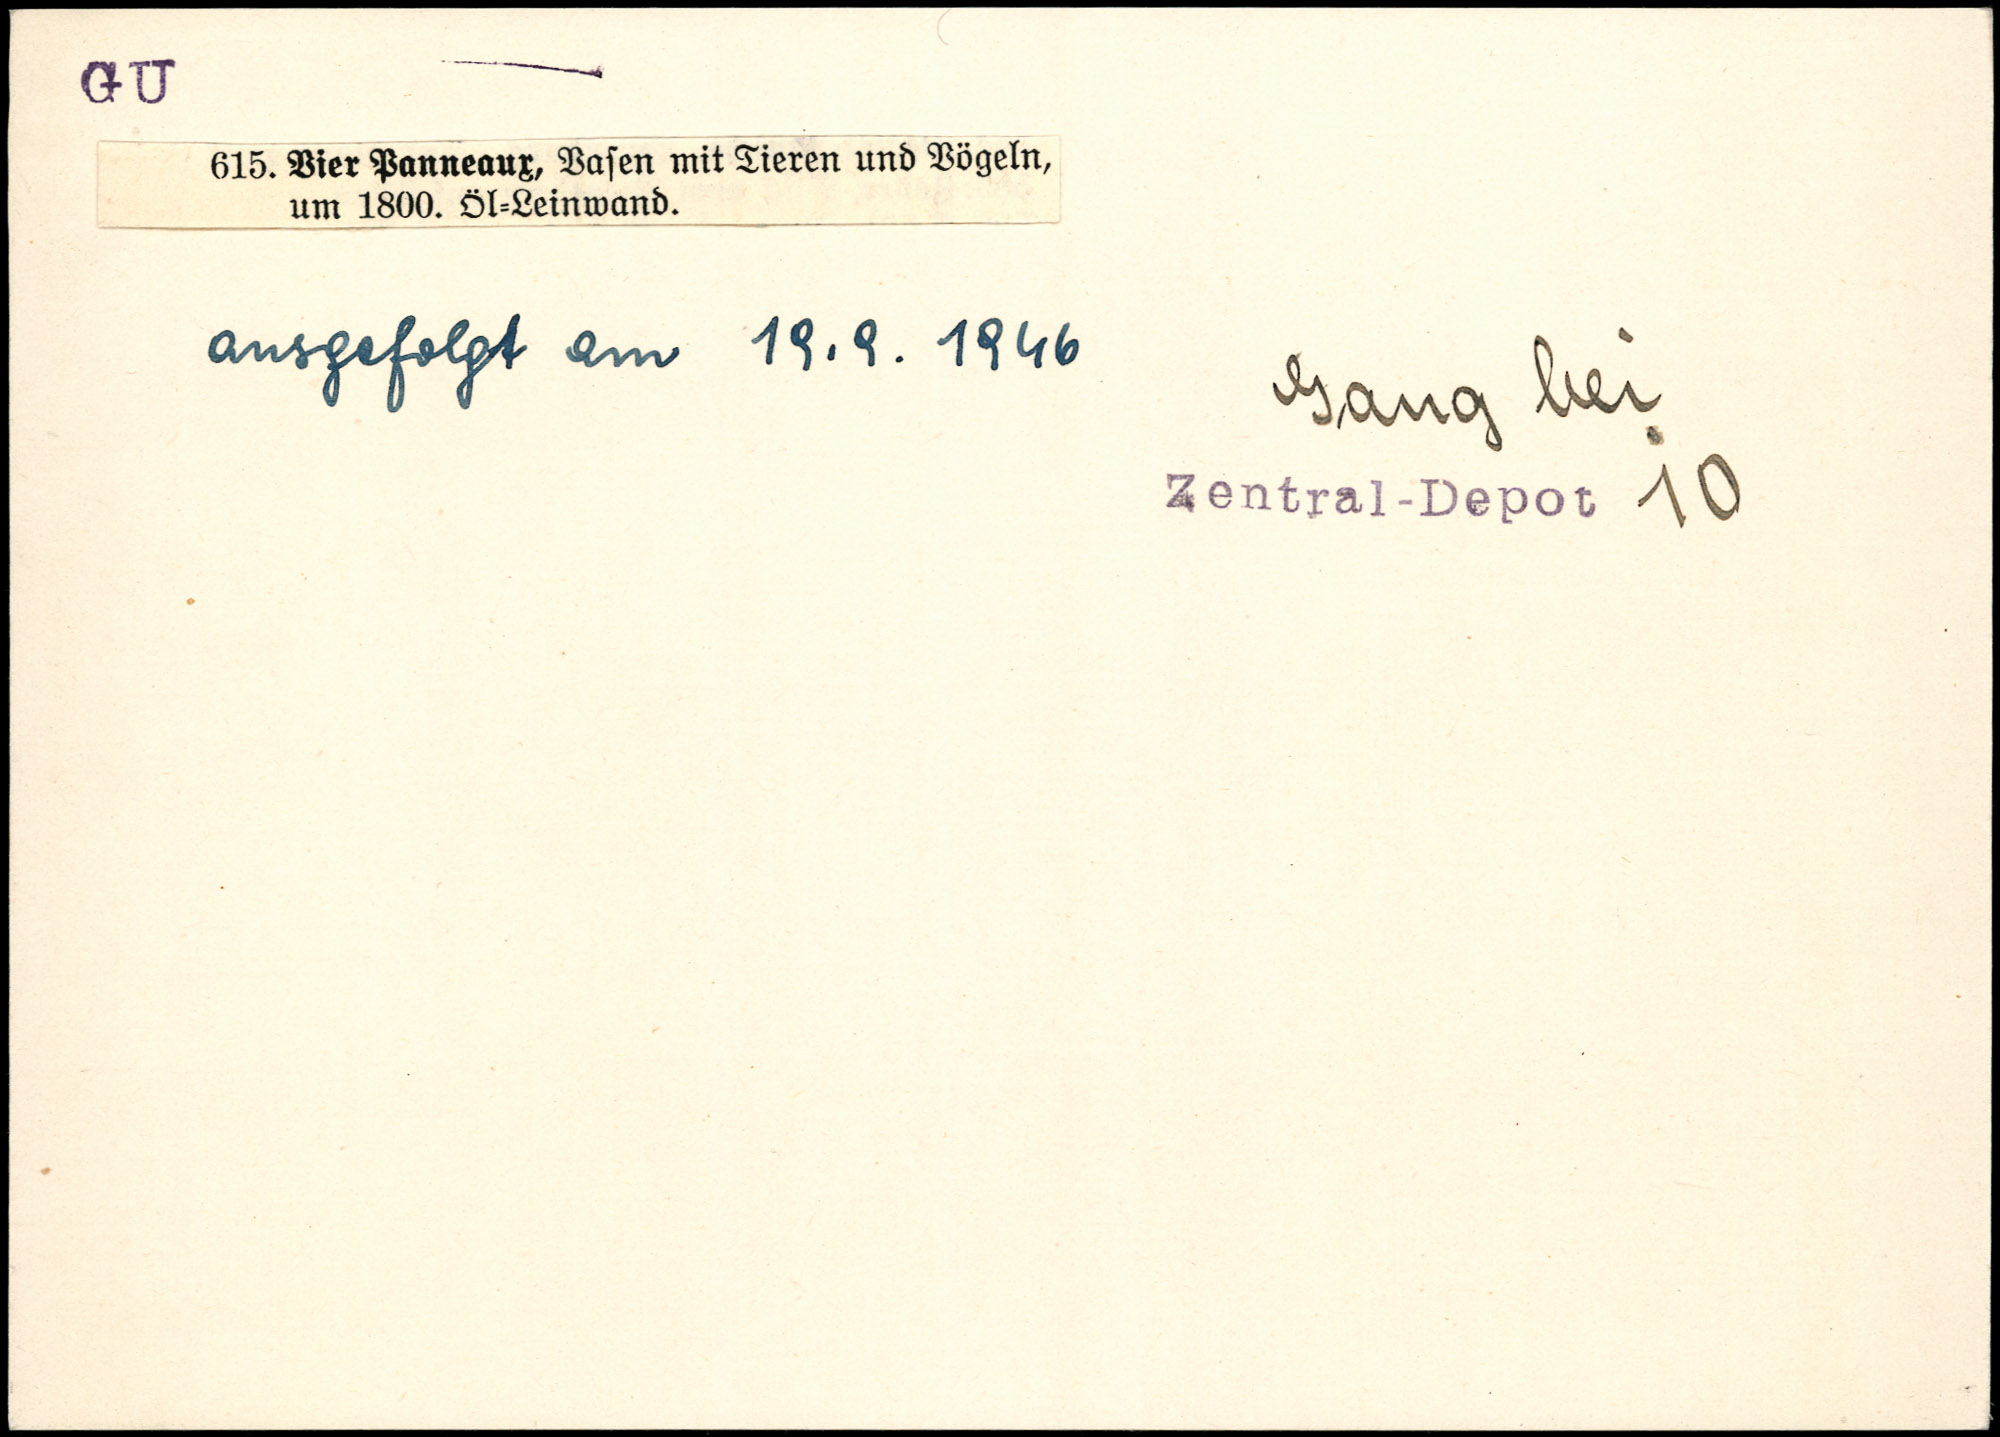 GU
615. Vier Panneaux, Vaſen mit Tieren und Vögeln,
um 1800. Öl=Leinwand.
ausgefolgt am 19.9.1946
Gang bei
Zentral-Depot 10